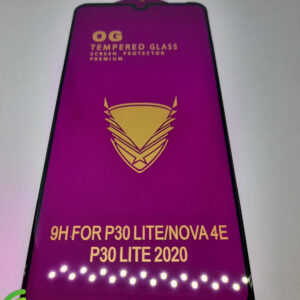 OG
TEMPERED GLASS
SCREEN PROTECTOR
PREMIUM
9H FOR P30 LITE/NOVA 4E
P30 LITE 2020